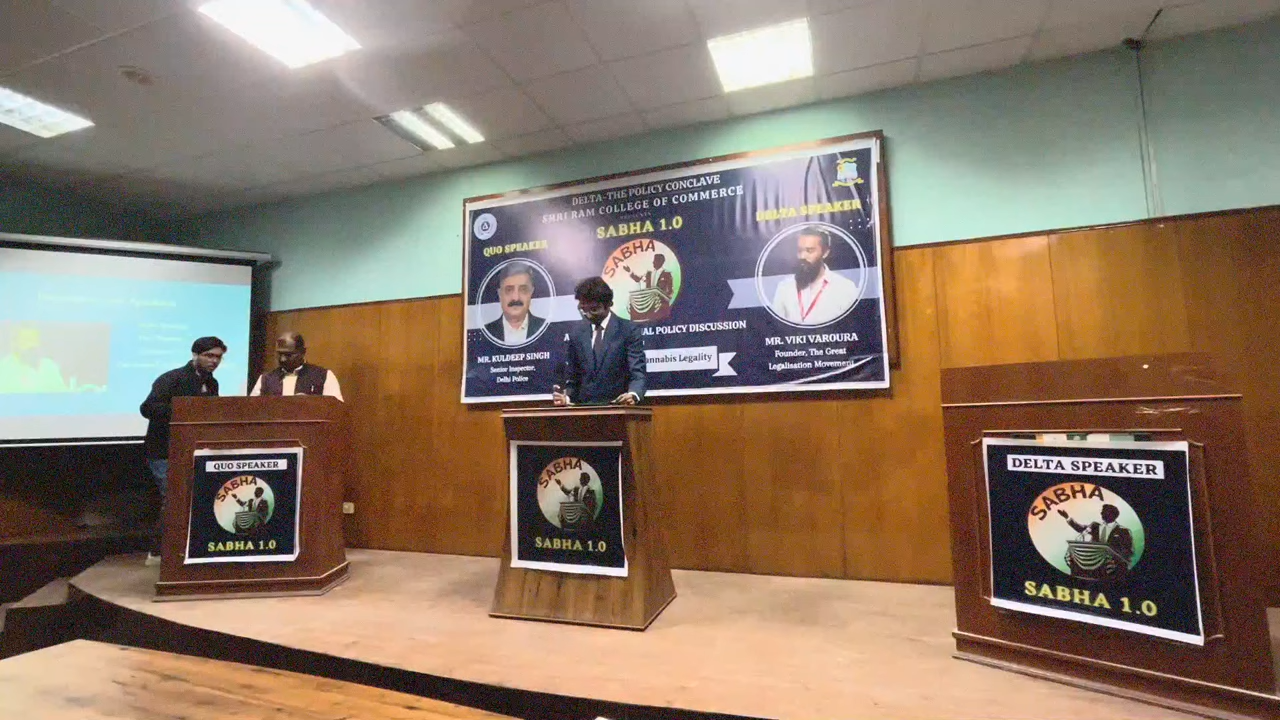 DELTA-THE POLICY CONCLAVE
SHRI RAM COLLEGE OF COMMERCE
PRESENTS
SABHA 1.0
QUO SPEAKER
DELTA SPEAKER
SABHA
MR. KULDEEP SINGH
Senior Inspector,
Delhi Police
POLICY DISCUSSION
Legality
MR. VIKI VAROURA
Founder, The Great
Legalisation Movement
QUO SPEAKER
SABHA
SABHA 1.0
SABHA
SABHA 1.0
DELTA SPEAKER
SABHA
SABHA 1.0